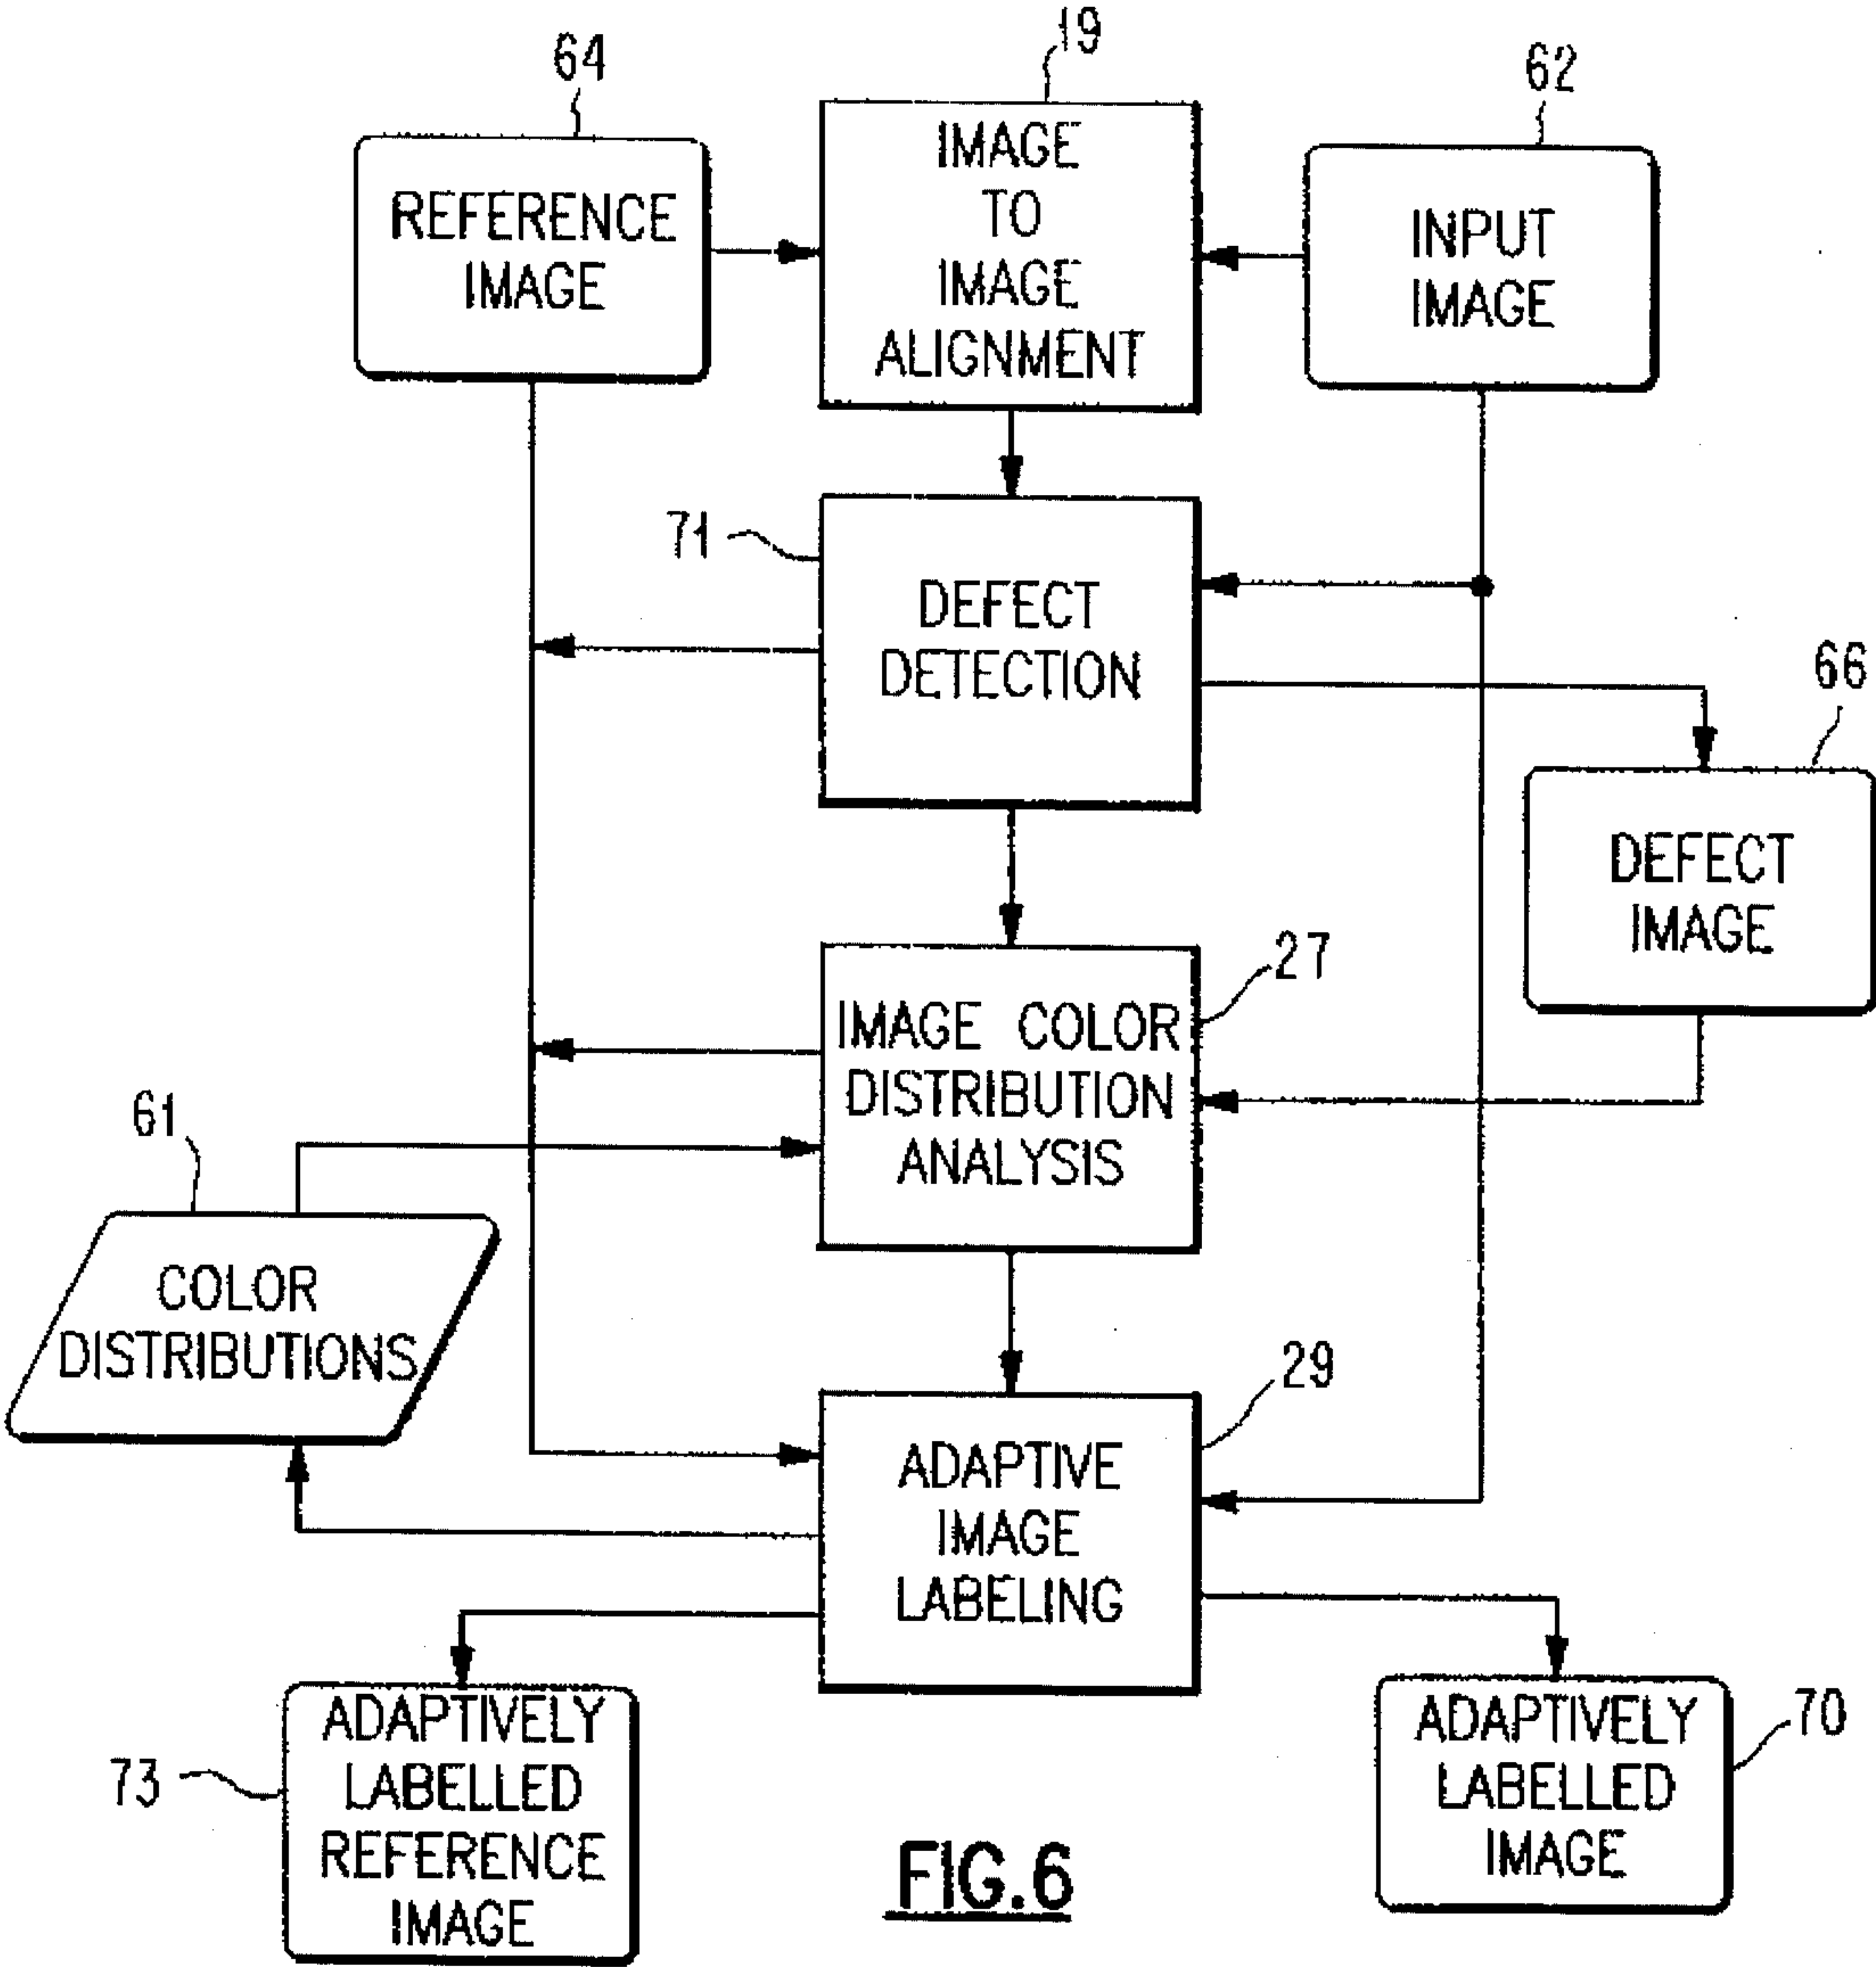 64
19
62
REFERENCE
IMAGE
IMAGE
TO
IMAGE
ALIGNMENT
INPUT
IMAGE
71
DEFECT
DETECTION
66
DEFECT
IMAGE
27
IMAGE COLOR
DISTRIBUTION
ANALYSIS
61
COLOR
DISTRIBUTIONS
29
ADAPTIVE
IMAGE
LABELING
73
ADAPTIVELY
LABELLED
REFERENCE
IMAGE
70
ADAPTIVELY
LABELLED
IMAGE
FIG.6